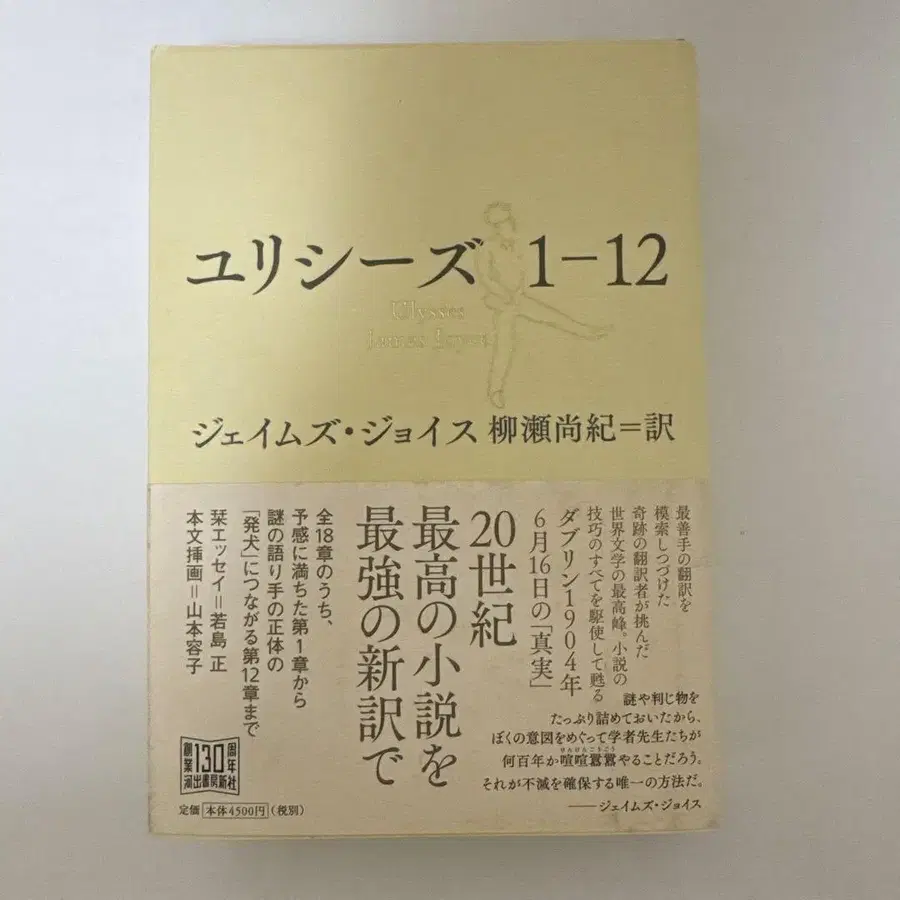 ユリシーズ 1-12
Ulysses
James Joyce
ジェイムズ・ジョイス 柳瀬尚紀=訳
最善手の翻訳を
模索しつづけた
奇跡の翻訳者が挑んだ
世界文学の最高峰。小説の
技巧のすべてを駆使して甦る
ダブリン1904年
6月16日の「真実」
20世紀
最高の小説を
最強の新訳で
全18章のうち、
予感に満ちた第1章から
謎の語り手の正体の
「発犬」につながる第12章まで
栞エッセイ=若島 正
本文挿画=山本容子
謎や判じ物を
たっぷり詰めておいたから、
ぼくの意図をめぐって学者先生たちが
何百年か喧喧囂囂やることだろう。
けんけんごうごう
それが不滅を確保する唯一の方法だ。
——ジェイムズ・ジョイス
創業130周年
河出書房新社
定価 本体4500円(税別)